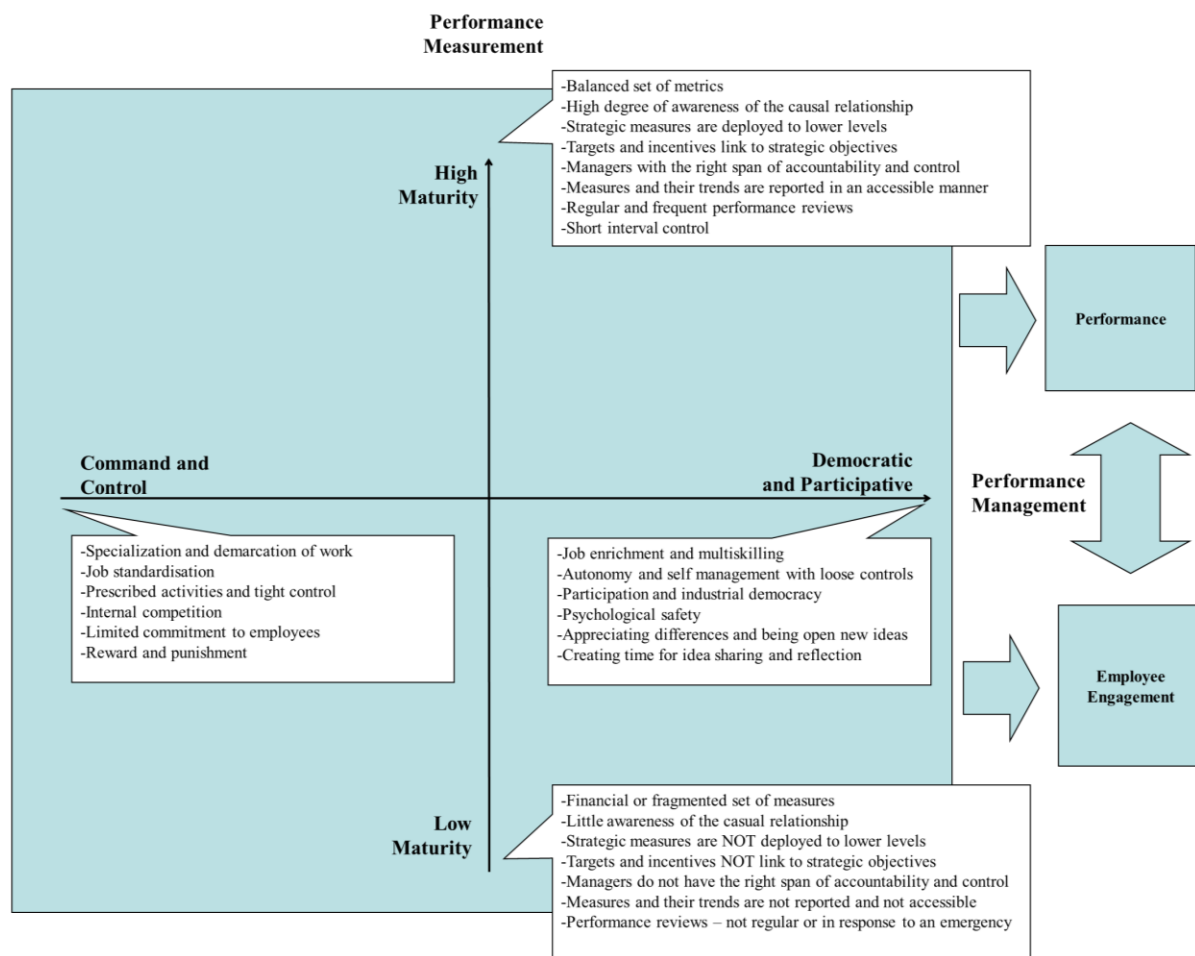 Performance
Measurement
-Balanced set of metrics
-High degree of awareness of the causal relationship
-Strategic measures are deployed to lower levels
-Targets and incentives link to strategic objectives
-Managers with the right span of accountability and control
-Measures and their trends are reported in an accessible manner
-Regular and frequent performance reviews
-Short interval control
High
Maturity
Performance
Command and
Control
Democratic
and Participative
Performance
Management
-Specialization and demarcation of work
-Job standardisation
-Prescribed activities and tight control
-Internal competition
-Limited commitment to employees
-Reward and punishment
-Job enrichment and multiskilling
-Autonomy and self management with loose controls
-Participation and industrial democracy
-Psychological safety
-Appreciating differences and being open new ideas
-Creating time for idea sharing and reflection
Employee
Engagement
Low
Maturity
-Financial or fragmented set of measures
-Little awareness of the casual relationship
-Strategic measures are NOT deployed to lower levels
-Targets and incentives NOT link to strategic objectives
-Managers do not have the right span of accountability and control
-Measures and their trends are not reported and not accessible
-Performance reviews – not regular or in response to an emergency